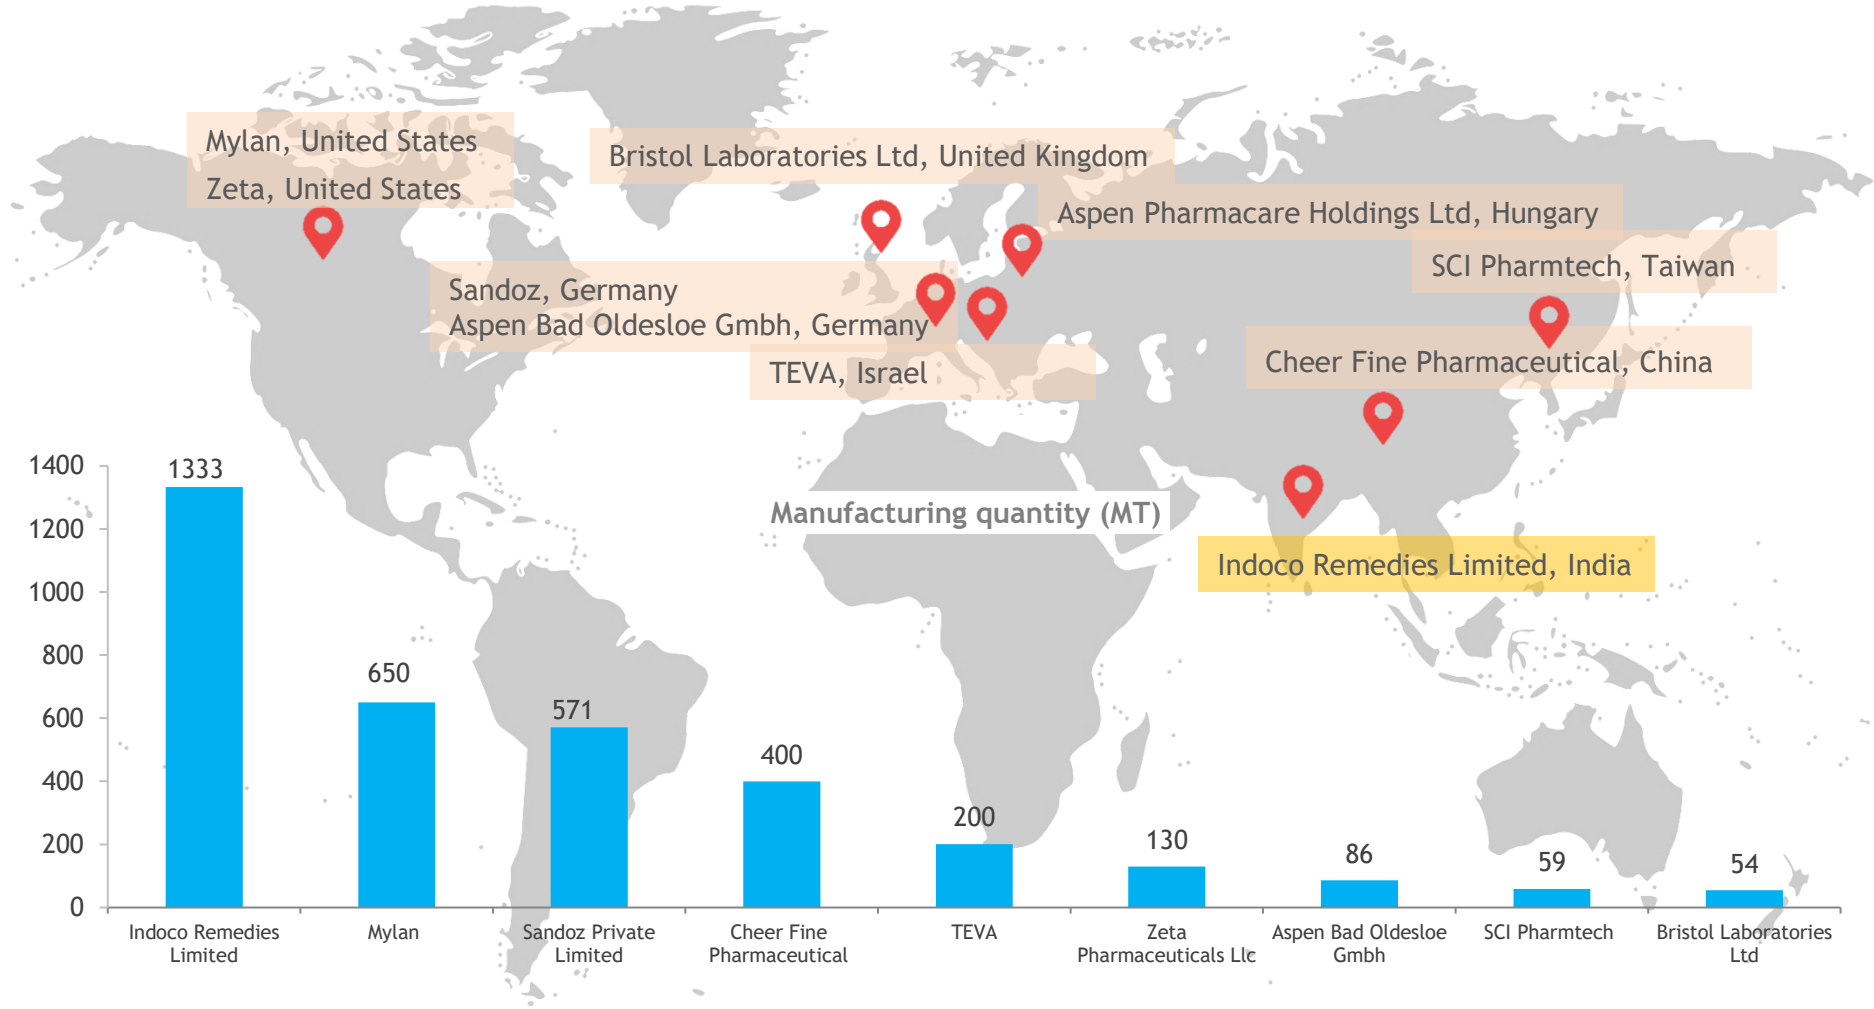 Mylan, United States
Zeta, United States
Bristol Laboratories Ltd, United Kingdom
Aspen Pharmacare Holdings Ltd, Hungary
SCI Pharmtech, Taiwan
Sandoz, Germany
Aspen Bad Oldesloe Gmbh, Germany
TEVA, Israel
Cheer Fine Pharmaceutical, China
Manufacturing quantity (MT)
Indoco Remedies Limited, India
1400
1200
1000
800
600
400
200
0
1333
650
571
400
200
130
86
59
54
Indoco Remedies
Limited
Mylan
Sandoz Private
Limited
Cheer Fine
Pharmaceutical
TEVA
Zeta
Pharmaceuticals Llc
Aspen Bad Oldesloe
Gmbh
SCI Pharmtech
Bristol Laboratories
Ltd